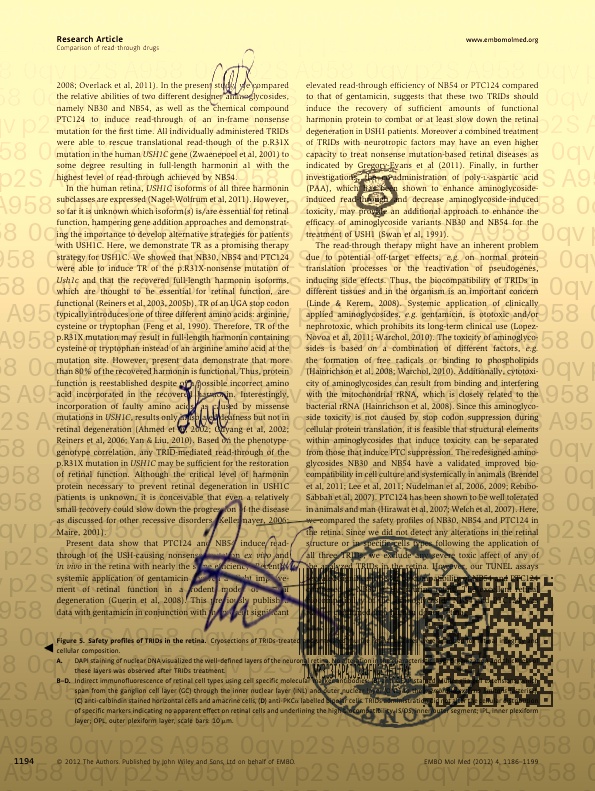 Research Article
Comparison of read through drugs
www.embomolmed.org
2008; Overlack et al, 2011). In the present study we compared
the relative abilities of two different designer aminoglycosides,
namely NB30 and NB54, as well as the chemical compound
PTC124 to induce read-through of an in-frame nonsense
mutation for the first time. All individually administered TRIDs
were able to rescue translational read-though of the p.R31X
mutation in the human USH1C gene (Zwaenepoel et al, 2001) to
some degree resulting in full-length harmonin a1 with the
highest level of read-through achieved by NB54.
In the human retina, USH1C isoforms of all three harmonin
subclasses are expressed (Nagel-Wolfrum et al, 2011). However,
so far it is unknown which isoform(s) is/are essential for retinal
function, hampering gene addition approaches and demonstrat-
ing the importance to develop alternative strategies for patients
with USH1C. Here, we demonstrate TR as a promising therapy
strategy for USH1C. We showed that NB30, NB54 and PTC124
were able to induce TR of the p.R31X-nonsense mutation of
Ush1c and that the recovered full-length harmonin isoforms,
which are thought to be essential for retinal function, are
functional (Reiners et al, 2003, 2005b). TR of an UGA stop codon
typically introduces one of three different amino acids: arginine,
cysteine or tryptophan (Feng et al, 1990). Therefore, TR of the
p.R31X mutation may result in full-length harmonin containing
cysteine or tryptophan instead of an arginine amino acid at the
mutation site. However, present data demonstrate that more
than 80% of the recovered harmonin is functional. Thus, protein
function is reestablished despite of a possible incorrect amino
acid incorporated in the recovered harmonin. Interestingly,
incorporation of faulty amino acids is caused by missense
mutations in USH1C, results only in isolated deafness but not in
retinal degeneration (Ahmed et al, 2002; Ouyang et al, 2002;
Reiners et al, 2006; Yan & Liu, 2010). Based on the phenotype-
genotype correlation, any TRID-mediated read-through of the
p.R31X mutation in USH1C may be sufficient for the restoration
of retinal function. Although the critical level of harmonin
protein necessary to prevent retinal degeneration in USH1C
patients is unknown, it is conceivable that even a relatively
small recovery could slow down the progression of the disease
as discussed for other recessive disorders (Kellermayer, 2006;
Maire, 2001).
Present data show that PTC124 and NB54 induce read-
through of the USH-causing nonsense mutation ex vivo and
in vivo in the retina with nearly the same efficiency. Recently
systemic application of gentamicin might improve-
ment of retinal function in a rodent
degeneration (Guerin et al, 2008). This previously published
data with gentamicin in conjunction with significant
elevated read-through efficiency of NB54 or PTC124 compared
to that of gentamicin, suggests that these two TRIDs should
induce the recovery of sufficient amounts of functional
harmonin protein to combat or at least slow down the retinal
degeneration in USH1 patients. Moreover a combined treatment
of TRIDs with neurotropic factors may have an even higher
capacity to treat nonsense mutation-based retinal diseases as
indicated by Gregory-Evans et al (2011). Finally, in further
investigations, the administration of poly-L-aspartic acid
(PAA), which has been shown to enhance aminoglycoside-
induced read-through and decrease aminoglycoside-induced
toxicity, may provide an additional approach to enhance the
efficacy of aminoglycoside variants NB30 and NB54 for the
treatment of USH1 (Swan et al, 1991).
The read-through therapy might have an inherent problem
due to potential off-target effects, e.g. on normal protein
translation processes or the reactivation of pseudogenes,
inducing side effects. Thus, the biocompatibility of TRIDs in
different tissues and in the organism is an important concern
(Linde & Kerem, 2008). Systemic application of clinically
applied aminoglycosides, e.g. gentamicin, is ototoxic and/or
nephrotoxic, which prohibits its long-term clinical use (Lopez-
Novoa et al, 2011; Warchol, 2010). The toxicity of aminoglyco-
sides is based on a combination of different factors, e.g.
the formation of free radicals or binding to phospholipids
(Hainrichson et al, 2008; Warchol, 2010). Additionally, cytotoxi-
city of aminoglycosides can result from binding and interfering
with the mitochondrial rRNA, which is closely related to the
bacterial rRNA (Hainrichson et al, 2008). Since this aminoglyco-
side toxicity is not caused by stop codon suppression during
cellular protein translation, it is feasible that structural elements
within aminoglycosides that induce toxicity can be separated
from those that induce PTC suppression. The redesigned amino-
glycosides NB30 and NB54 have a validated improved bio-
compatibility in cell culture and systemically in animals (Brendel
et al, 2011; Lee et al, 2011; Nudelman et al, 2006, 2009; Rebibo-
Sabbah et al, 2007). PTC124 has been shown to be well tolerated
in animals and man (Hirawata et al, 2007; Welch et al, 2007). Here,
we compared the safety profiles of NB30, NB54 and PTC124 in
the retina. We did not detect any alterations in the retinal
structure or in specific cells types following the application of
all three TRIDs, we exclude any severe toxic affect of any of
the analyzed TRIDs in the retina. However, our TUNEL assays
Figure 5. Safety profiles of TRIDs in the retina. Cryosections of TRIDs-treated
cellular composition.
A. DAPI staining of nuclear DNA visualized the well-defined layers of the neuronal retina.
these layers was observed after TRIDs treatment.
B–D. Indirect immunofluorescence of retinal cell types using cell specific molecular
span from the ganglion cell layer (GC) through the inner nuclear layer (INL) and outer nuclear
(C) anti-calbindin stained horizontal cells and amacrine cells, (D) anti-PKCα labelled bipolar cells. TRIDs administration
of specific markers indicating no apparent effect on retinal cells and underlining the high biocompatibility. IS/OS, inner/outer segment; IPL, inner plexiform
layer; OPL, outer plexiform layer; scale bars: 10 μm.
1194
© 2012 The Authors. Published by John Wiley and Sons, Ltd on behalf of EMBO
EMBO Mol Med (2012) 4, 1186–1199